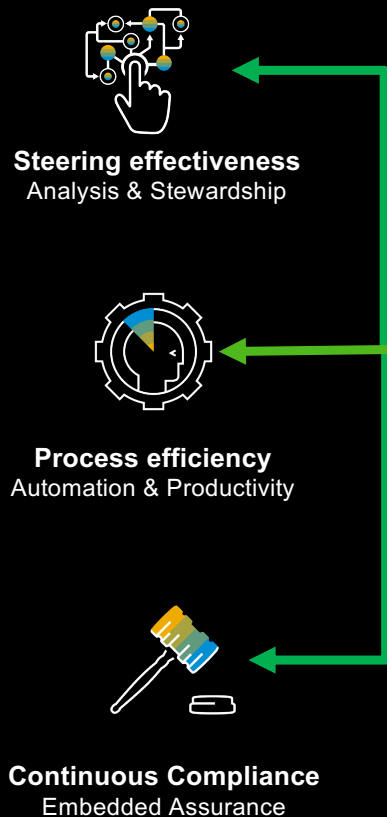 Steering effectiveness
Analysis & Stewardship
Process efficiency
Automation & Productivity
Continuous Compliance
Embedded Assurance